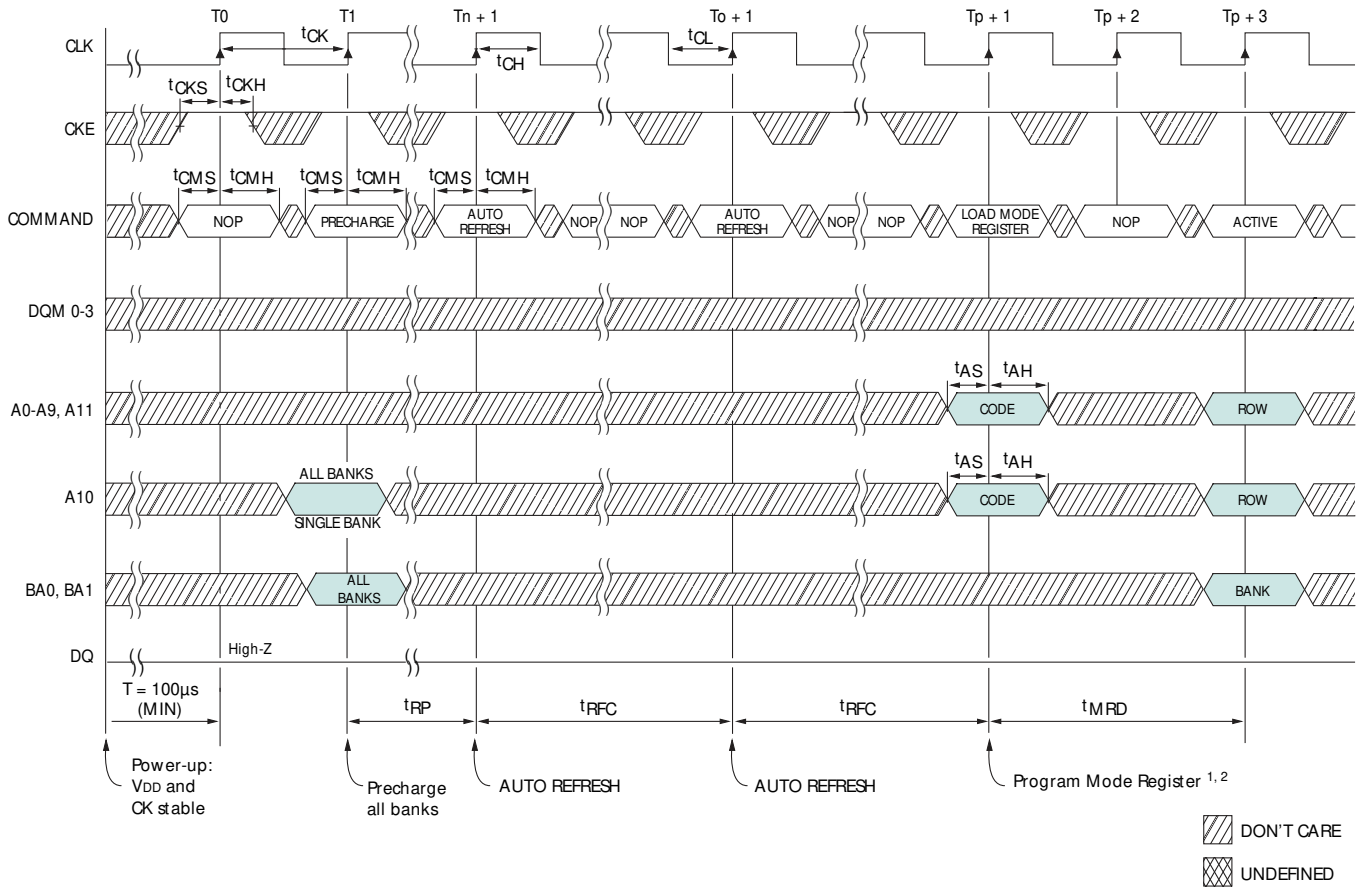 T0 T1 Tn + 1 To + 1 Tp + 1 Tp + 2 Tp + 3
CLK tCK tCH tCL
tCKS tCKH
CKE
tCMS tCMH tCMS tCMH tCMS tCMH
COMMAND NOP PRECHARGE AUTO REFRESH NOP NOP AUTO REFRESH NOP NOP LOAD MODE REGISTER NOP ACTIVE
DQM 0-3
tAS tAH
A0-A9, A11 CODE ROW
ALL BANKS tAS tAH
A10 CODE ROW
SINGLE BANK
BA0, BA1 ALL BANKS BANK
High-Z
DQ
T = 100µs
(MIN) tRP tRFC tRFC tMRD
Power-up:
VDD and
CK stable
Precharge
all banks
AUTO REFRESH
AUTO REFRESH
Program Mode Register 1, 2
DON'T CARE
UNDEFINED